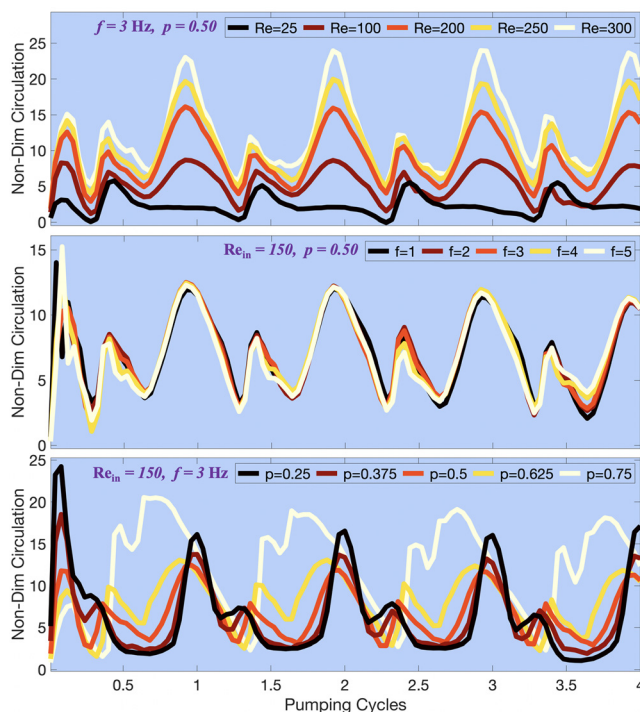 f = 3 Hz, p = 0.50 Re=25 Re=100 Re=200 Re=250 Re=300
25
20
15
10
5
0
Non-Dim Circulation
Re_in = 150, p = 0.50 f=1 f=2 f=3 f=4 f=5
15
10
5
0
Non-Dim Circulation
Re_in = 150, f = 3 Hz p=0.25 p=0.375 p=0.5 p=0.625 p=0.75
25
20
15
10
5
0
Non-Dim Circulation
0.5 1 1.5 2 2.5 3 3.5 4
Pumping Cycles